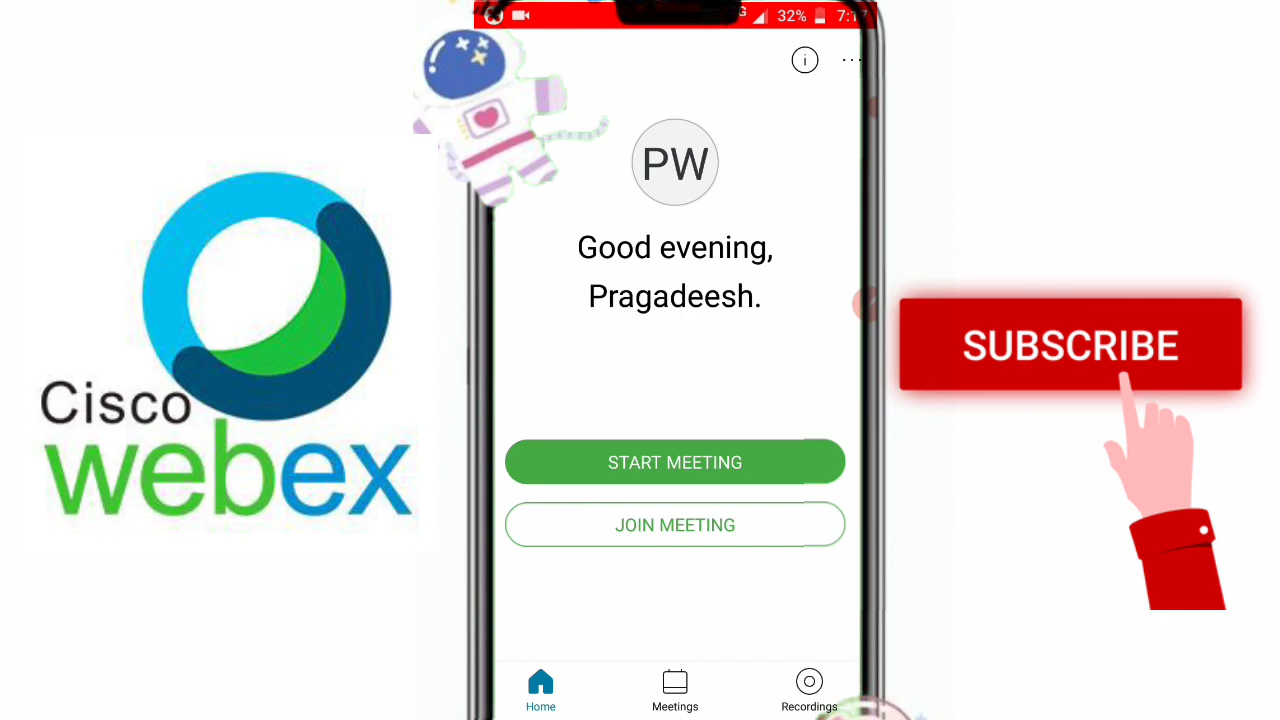 32%
PW
Good evening,
Pragadeesh.
Cisco
webex
SUBSCRIBE
START MEETING
JOIN MEETING
Home
Meetings
Recordings